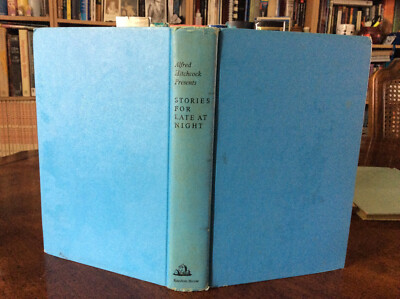 Alfred
Hitchcock
Presents
STORIES
FOR
LATE AT
NIGHT
Random House